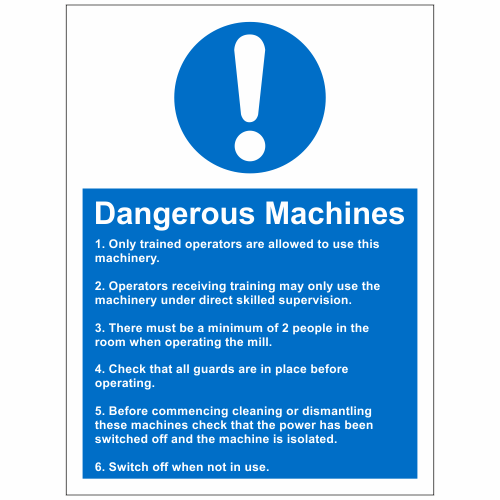 Dangerous Machines
1. Only trained operators are allowed to use this
machinery.
2. Operators receiving training may only use the
machinery under direct skilled supervision.
3. There must be a minimum of 2 people in the
room when operating the mill.
4. Check that all guards are in place before
operating.
5. Before commencing cleaning or dismantling
these machines check that the power has been
switched off and the machine is isolated.
6. Switch off when not in use.